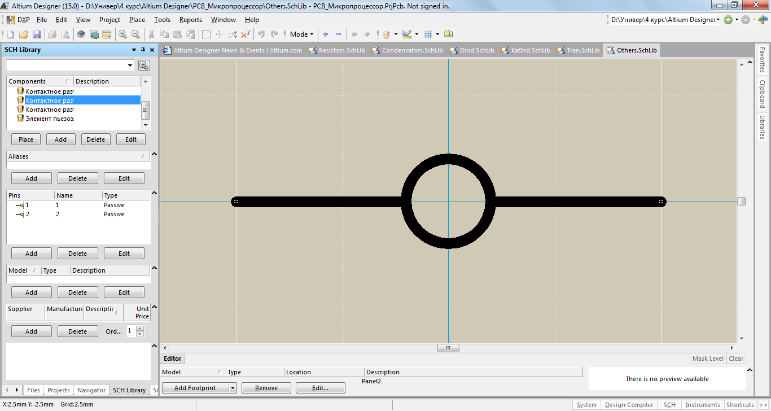 Altium Designer (15.0) - D:\Универ\4 курс\Altium Designer\PCB_Микропроцессор\Others.SchLib - PCB_Микропроцессор.PrjPcb. Not signed in.
DXP File Edit View Project Place Tools Reports Window Help D:\Универ\4 курс\Altium Designer\
Mode
SCH Library Altium Designer News & Events | Altium.com Resistors.SchLib Condensators.SchLib Diod.SchLib KatInd.SchLib Tran.SchLib Others.SchLib
Components / Description
Контактное раз
Контактное раз
Контактное раз
Элемент пьезоэ
Place Add Delete Edit
Aliases /
Add Delete Edit
Pins Name Type
1 1 Passive
2 2 Passive
Add Delete Edit
Model / Type Description
Add Delete Edit
Supplier Manufacture Descriptic / Unit Price
Add Delete Ord... 1
Files Projects Navigator SCH Library
Editor Mask Level Clear
Model / Type Location Description
Panel2
Add Footprint Remove Edit...
There is no preview available
Favorites
Clipboard
Libraries
X:2.5mm Y:-2.5mm Grid:2.5mm System Design Compiler SCH Instruments Shortcuts >>